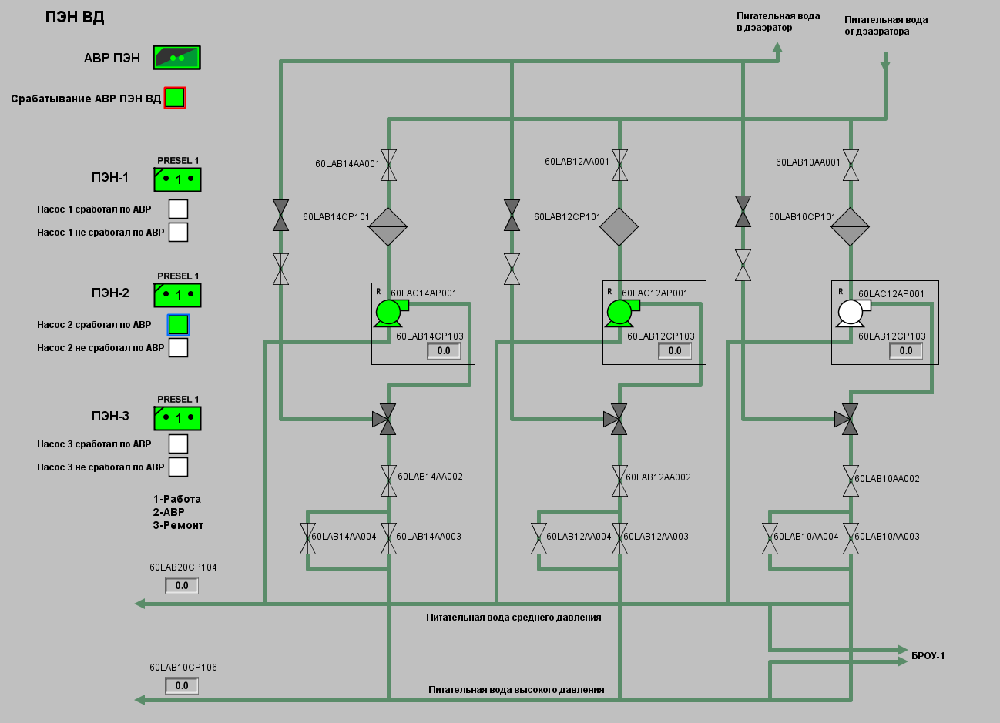 ПЭН ВД
Питательная вода
в дэаэратор
Питательная вода
от дэаэратора
АВР ПЭН
Срабатывание АВР ПЭН ВД
PRESEL 1
ПЭН-1
1
Насос 1 сработал по АВР
Насос 1 не сработал по АВР
PRESEL 1
ПЭН-2
1
Насос 2 сработал по АВР
Насос 2 не сработал по АВР
PRESEL 1
ПЭН-3
1
Насос 3 сработал по АВР
Насос 3 не сработал по АВР
1-Работа
2-АВР
3-Ремонт
60LAB14AA001
60LAB12AA001
60LAB10AA001
60LAB14CP101
60LAB12CP101
60LAB10CP101
R
60LAC14AP001
60LAB14CP103
0.0
R
60LAC12AP001
60LAB12CP103
0.0
R
60LAC12AP001
60LAB12CP103
0.0
60LAB14AA002
60LAB12AA002
60LAB10AA002
60LAB14AA004
60LAB14AA003
60LAB12AA004
60LAB12AA003
60LAB10AA004
60LAB10AA003
60LAB20CP104
0.0
Питательная вода среднего давления
БРОУ-1
60LAB10CP106
0.0
Питательная вода высокого давления